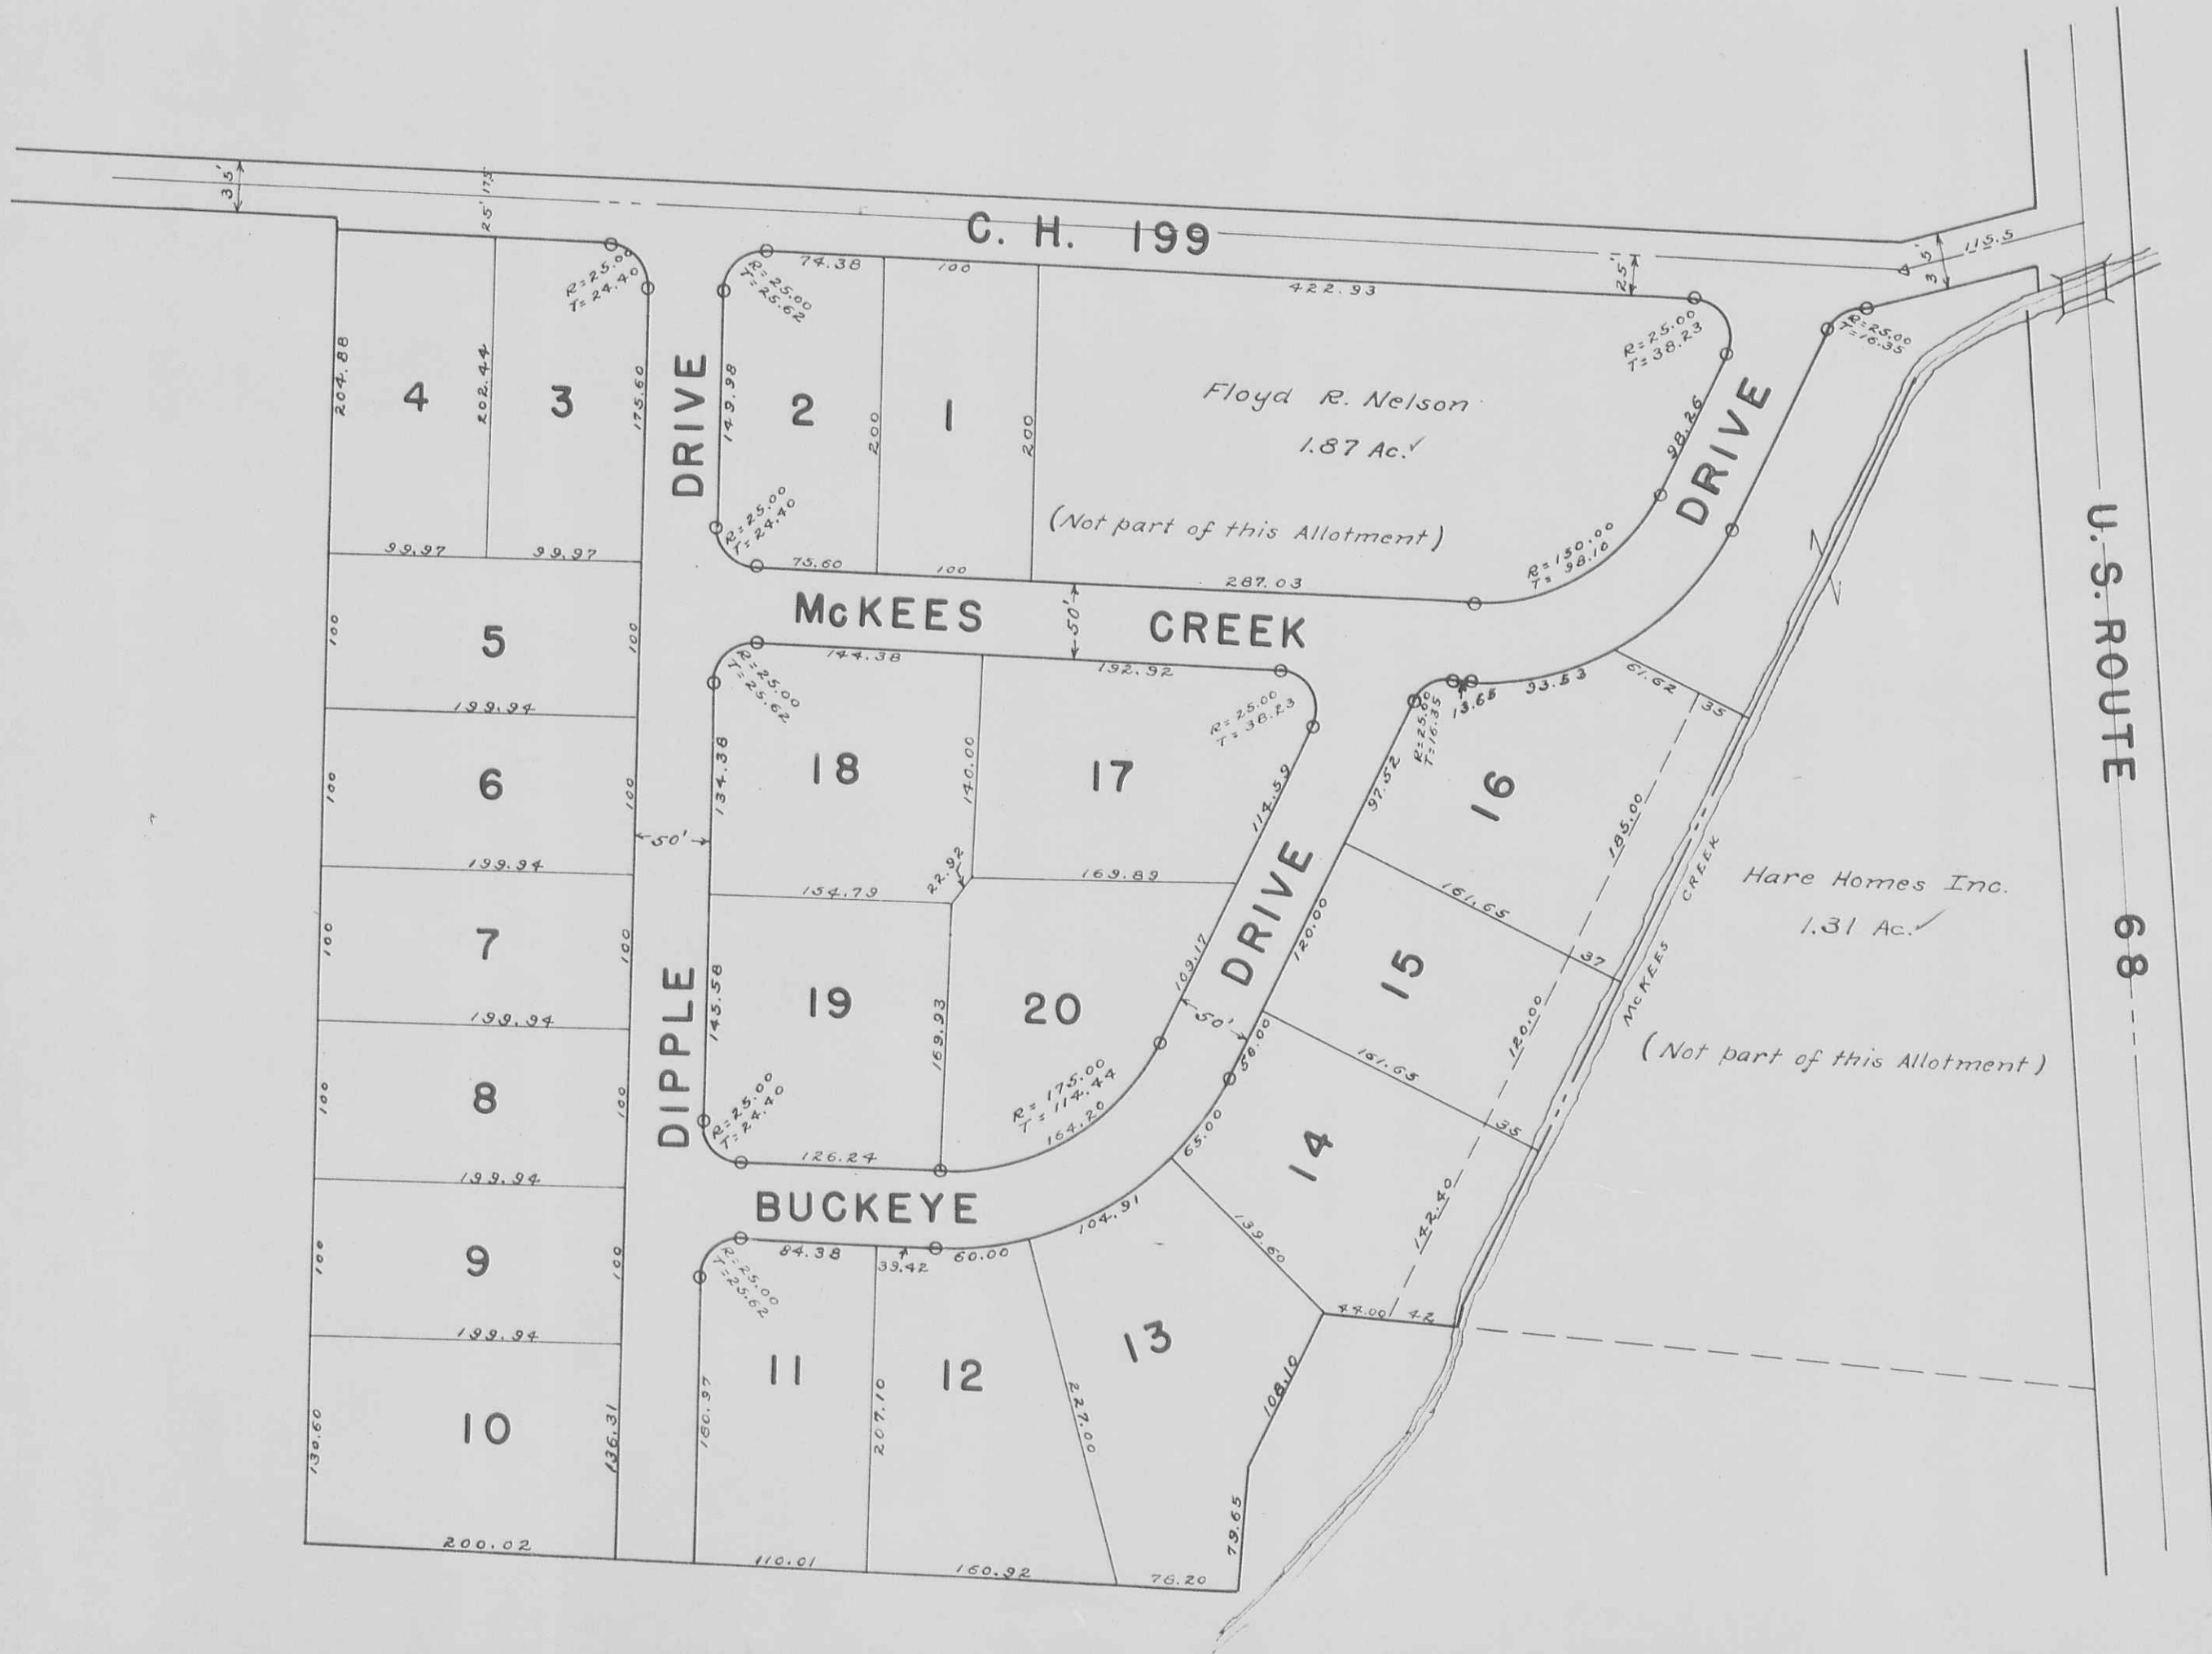 35'
25' 17.5'
C. H. 199
115.5
35'
25'
R=25.00
T=24.40
R=25.00
T=25.62
74.38
100
422.93
R=25.00
T=38.23
R=25.00
T=16.35
204.88
4
202.44
3
175.60
DRIVE
149.98
2
200
1
200
Floyd R. Nelson
1.87 Ac.✓
(Not part of this Allotment)
98.26
DRIVE
R=25.00
T=24.40
R=150.00
T=98.10
99.97
99.97
75.60
100
287.03
McKEES CREEK
50'
100
5
100
144.38
192.92
R=25.00
T=25.62
R=25.00
T=38.23
R=25.00
T=16.35
13.65
93.53
61.62
35
199.94
100
6
100
134.38
18
140.00
17
114.59
97.52
16
185.00
U.S. ROUTE 68
50'
199.94
154.79
22.92
169.89
161.65
37
McKEES CREEK
Hare Homes Inc.
1.31 Ac.✓
(Not part of this Allotment)
100
7
100
DIPPLE
145.58
19
169.93
20
109.17
DRIVE
120.00
15
120.00
50'
56.00
161.65
35
199.94
100
8
100
R=25.00
T=24.40
R=175.00
T=114.44
164.20
65.00
14
142.40
126.24
199.94
BUCKEYE
100
9
100
84.38
39.42
60.00
104.91
139.60
44.00
42
R=25.00
T=25.62
199.94
130.60
10
136.31
180.97
11
207.10
12
227.00
13
108.10
79.65
200.02
110.01
160.92
76.20